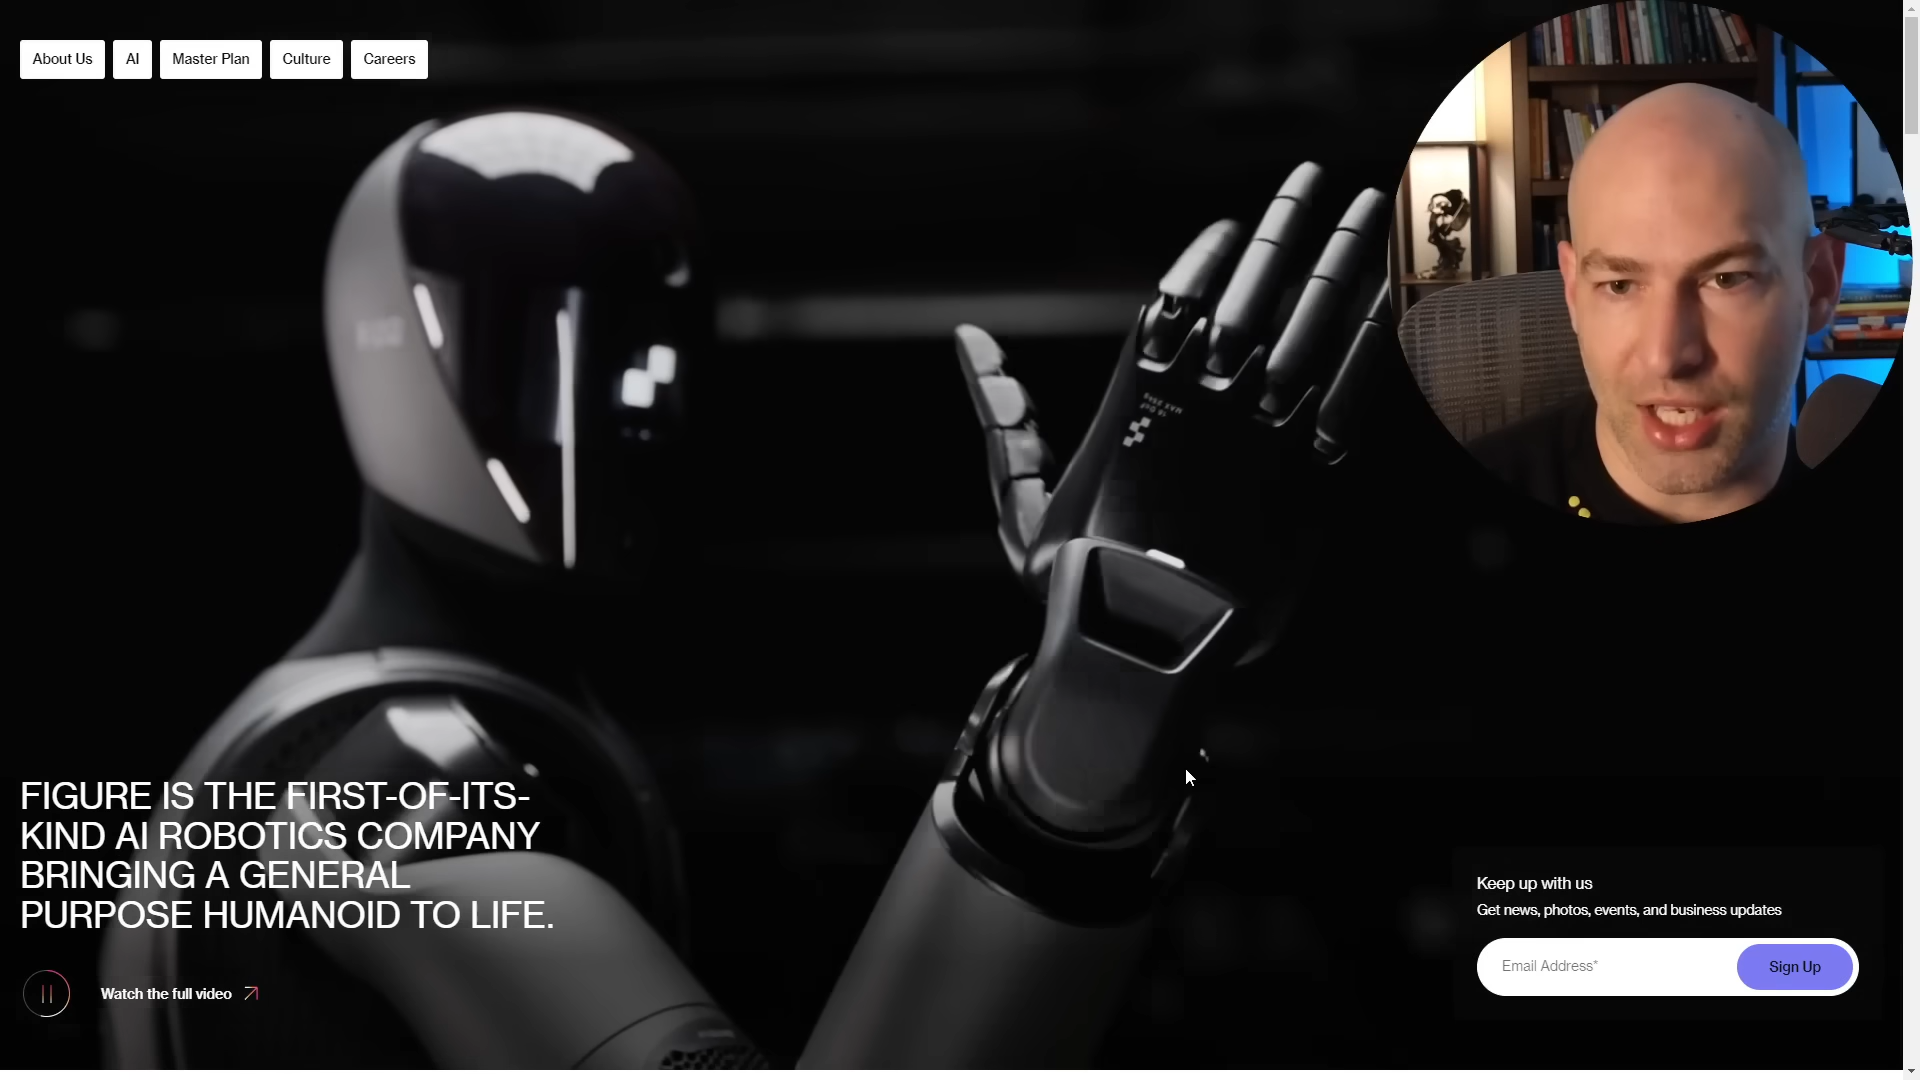 About Us
AI
Master Plan
Culture
Careers
FIGURE IS THE FIRST-OF-ITS-
KIND AI ROBOTICS COMPANY
BRINGING A GENERAL
PURPOSE HUMANOID TO LIFE.
Watch the full video
Keep up with us
Get news, photos, events, and business updates
Email Address*
Sign Up